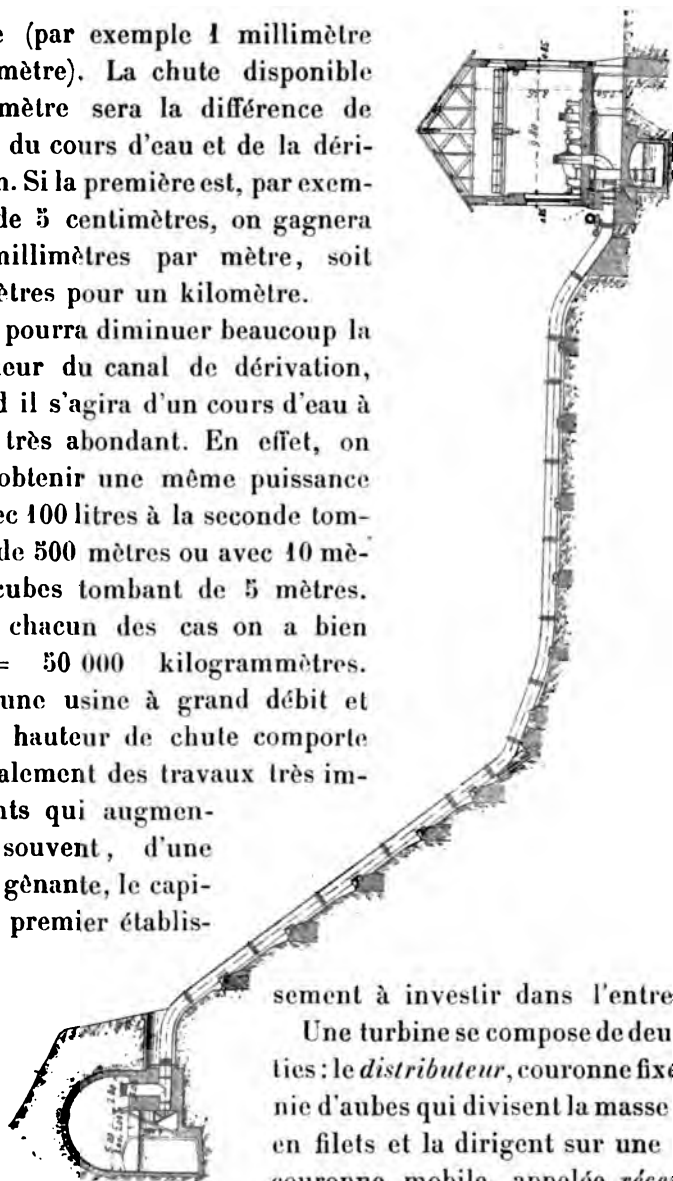 (par exemple 1 millimètre
mètre). La chute disponible
mètre sera la différence de
du cours d'eau et de la déri-
Si la première est, par exem-
de 5 centimètres, on gagnera
millimètres par mètre, soit
mètres pour un kilomètre.
pourra diminuer beaucoup la
eur du canal de dérivation,
d il s'agira d'un cours d'eau à
très abondant. En effet, on
obtenir une même puissance
ec 100 litres à la seconde tom-
de 500 mètres ou avec 10 mè-
cubes tombant de 5 mètres.
chacun des cas on a bien
= 50 000 kilogrammètres.
une usine à grand débit et
hauteur de chute comporte
alement des travaux très im-
nts qui augmen-
souvent, d'une
gênante, le capi-
premier établis-
sement à investir dans l'entre
Une turbine se compose de deu
ties : le distributeur, couronne fixe
nie d'aubes qui divisent la masse
en filets et la dirigent sur une
couronne mobile, appelée